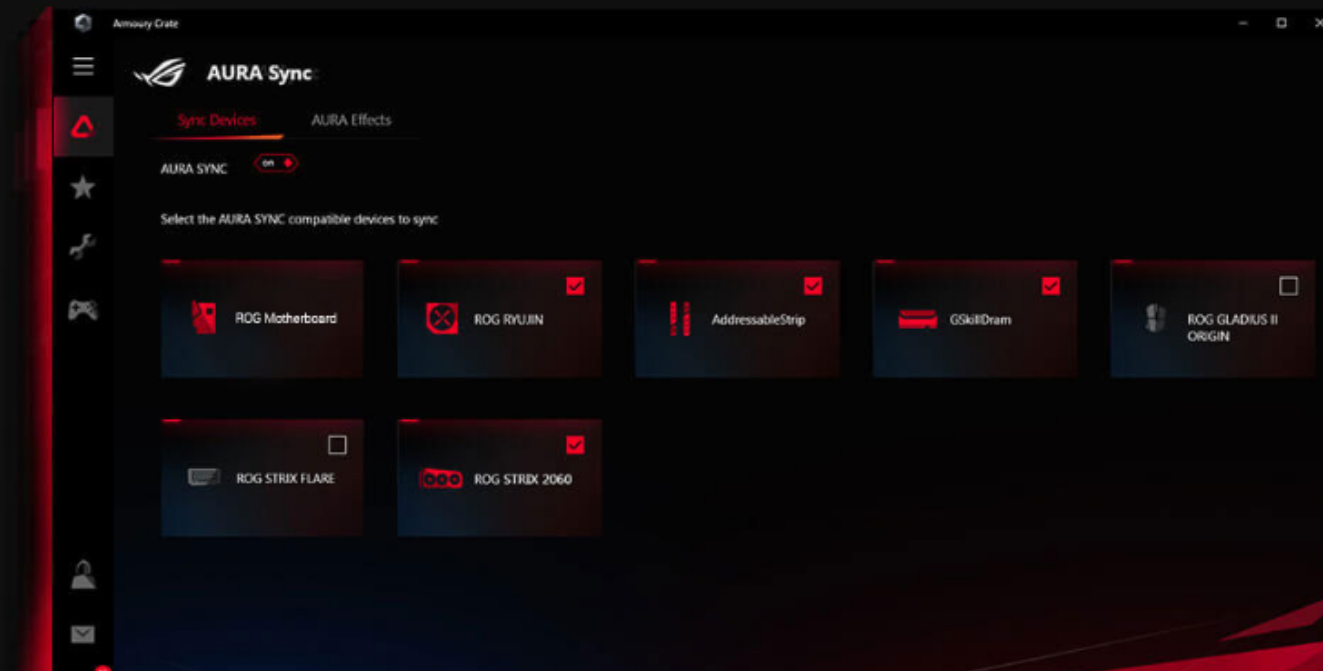 Armoury Crate
AURA Sync
Sync Devices
AURA Effects
AURA SYNC
on
Select the AURA SYNC compatible devices to sync
ROG Motherboard
ROG RYUJIN
AddressableStrip
GSkillDram
ROG GLADIUS II
ORIGIN
ROG STRIX FLARE
ROG STRIX 2060